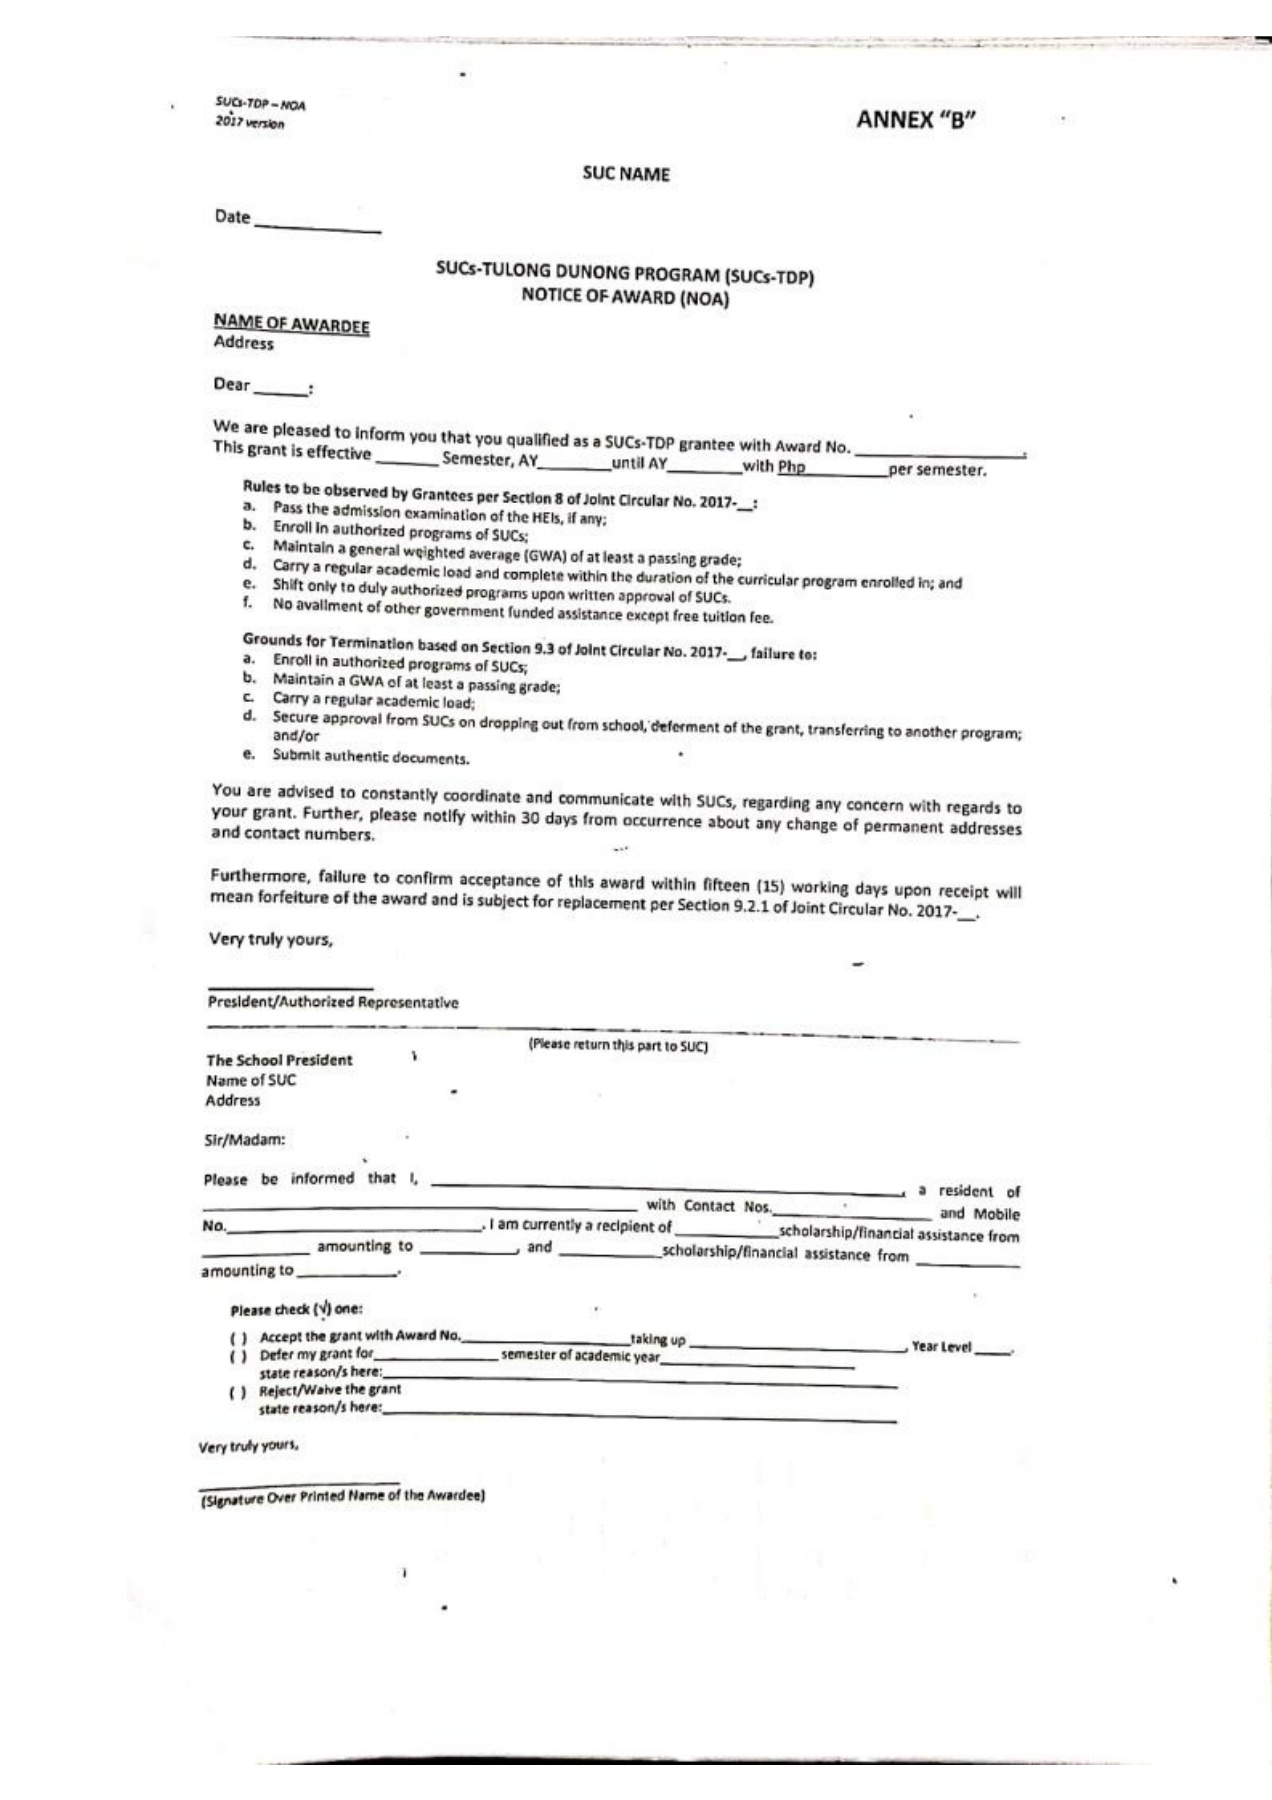 SUCs-TDP – NOA
2017 version
ANNEX "B"
SUC NAME
Date ____________
SUCs-TULONG DUNONG PROGRAM (SUCs-TDP)
NOTICE OF AWARD (NOA)
NAME OF AWARDEE
Address
Dear ______:
We are pleased to inform you that you qualified as a SUCs-TDP grantee with Award No. ________________.
This grant is effective ______ Semester, AY_______until AY_______with Php________per semester.
Rules to be observed by Grantees per Section 8 of Joint Circular No. 2017-__:
a. Pass the admission examination of the HEIs, if any;
b. Enroll in authorized programs of SUCs;
c. Maintain a general weighted average (GWA) of at least a passing grade;
d. Carry a regular academic load and complete within the duration of the curricular program enrolled in; and
e. Shift only to duly authorized programs upon written approval of SUCs.
f. No availment of other government funded assistance except free tuition fee.
Grounds for Termination based on Section 9.3 of Joint Circular No. 2017-__, failure to:
a. Enroll in authorized programs of SUCs;
b. Maintain a GWA of at least a passing grade;
c. Carry a regular academic load;
d. Secure approval from SUCs on dropping out from school, deferment of the grant, transferring to another program;
and/or
e. Submit authentic documents.
You are advised to constantly coordinate and communicate with SUCs, regarding any concern with regards to
your grant. Further, please notify within 30 days from occurrence about any change of permanent addresses
and contact numbers.
Furthermore, failure to confirm acceptance of this award within fifteen (15) working days upon receipt will
mean forfeiture of the award and is subject for replacement per Section 9.2.1 of Joint Circular No. 2017-__.
Very truly yours,
President/Authorized Representative
(Please return this part to SUC)
The School President
Name of SUC
Address
Sir/Madam:
Please be informed that I, ________________________________________, a resident of
________________________________________ with Contact Nos.______________ and Mobile
No.________________________. I am currently a recipient of __________scholarship/financial assistance from
__________ amounting to _________, and __________scholarship/financial assistance from __________
amounting to __________.
Please check (√) one:
( ) Accept the grant with Award No.________________taking up ____________________, Year Level ____.
( ) Defer my grant for____________ semester of academic year__________________
state reason/s here:________________________________________
( ) Reject/Waive the grant
state reason/s here:________________________________________
Very truly yours,
(Signature Over Printed Name of the Awardee)